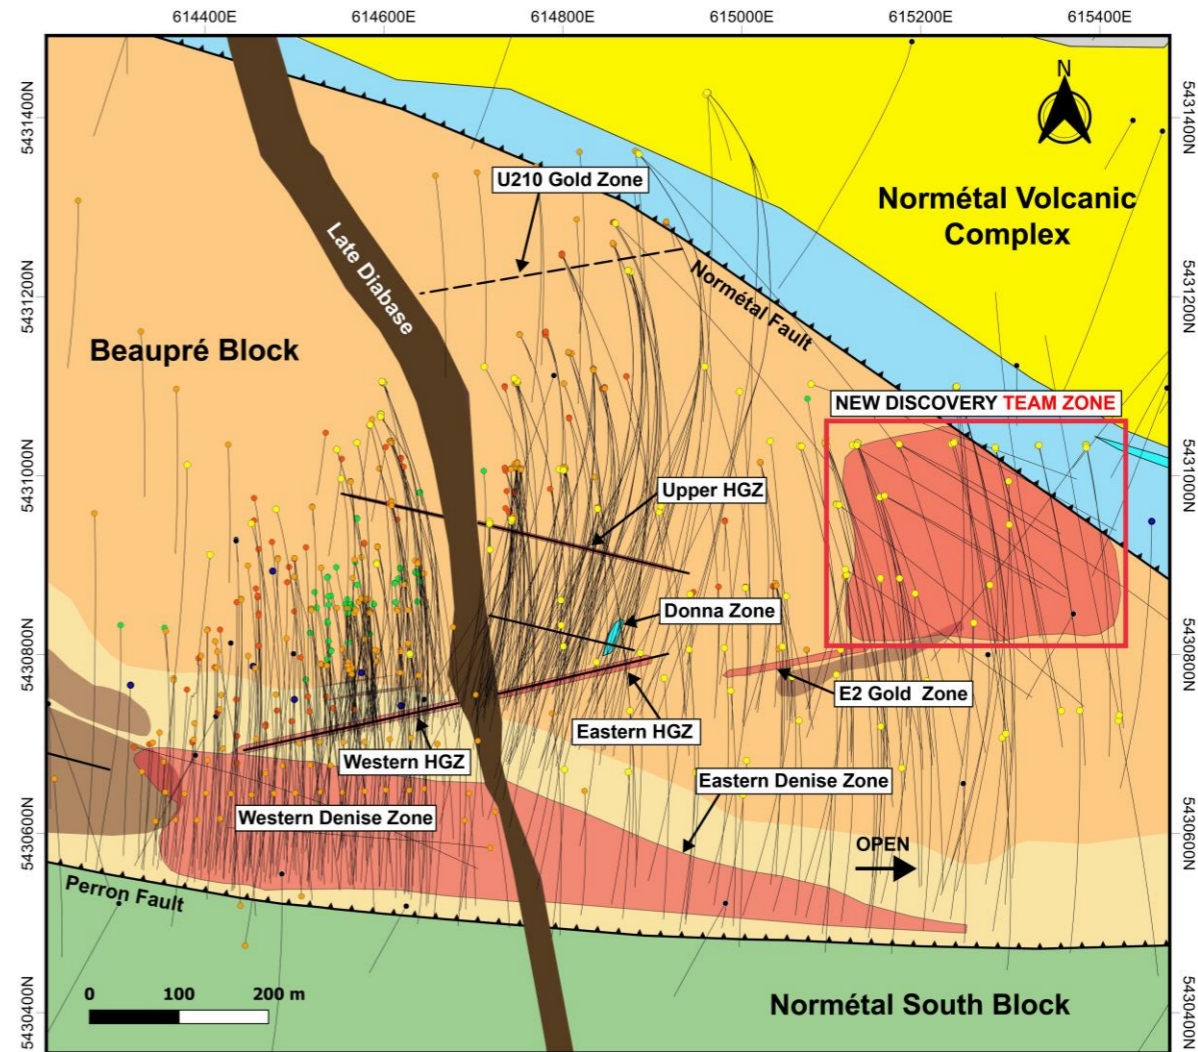 614400E
614600E
614800E
615000E
615200E
615400E
5431400N
5431400N
N
U210 Gold Zone
Normétal Volcanic
Complex
Late Diabase
5431200N
5431200N
Normétal Fault
Beaupré Block
NEW DISCOVERY TEAM ZONE
5431000N
5431000N
Upper HGZ
Donna Zone
5430800N
5430800N
E2 Gold Zone
Eastern HGZ
Western HGZ
Eastern Denise Zone
Western Denise Zone
5430600N
5430600N
OPEN
Perron Fault
0 100 200 m
Normétal South Block
5430400N
5430400N